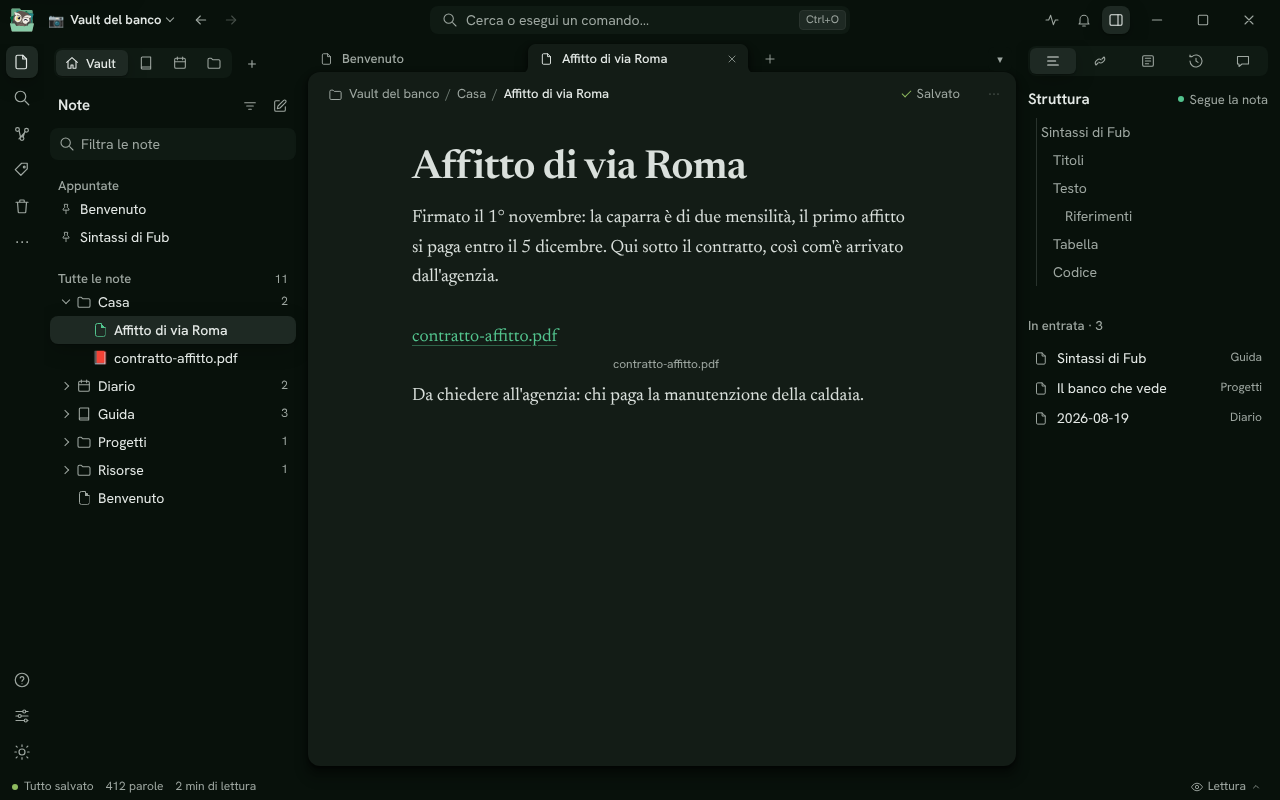 Vault del banco
Cerca o esegui un comando…
Ctrl+O
Vault
Benvenuto
Affitto di via Roma
Note
Filtra le note
Appuntate
Benvenuto
Sintassi di Fub
Tutte le note 11
Casa 2
Affitto di via Roma
contratto-affitto.pdf
Diario 2
Guida 3
Progetti 1
Risorse 1
Benvenuto
Vault del banco / Casa / Affitto di via Roma
Salvato
Affitto di via Roma
Firmato il 1° novembre: la caparra è di due mensilità, il primo affitto
si paga entro il 5 dicembre. Qui sotto il contratto, così com'è arrivato
dall'agenzia.
contratto-affitto.pdf
contratto-affitto.pdf
Da chiedere all'agenzia: chi paga la manutenzione della caldaia.
Struttura
Segue la nota
Sintassi di Fub
Titoli
Testo
Riferimenti
Tabella
Codice
In entrata · 3
Sintassi di Fub Guida
Il banco che vede Progetti
2026-08-19 Diario
Tutto salvato 412 parole 2 min di lettura
Lettura